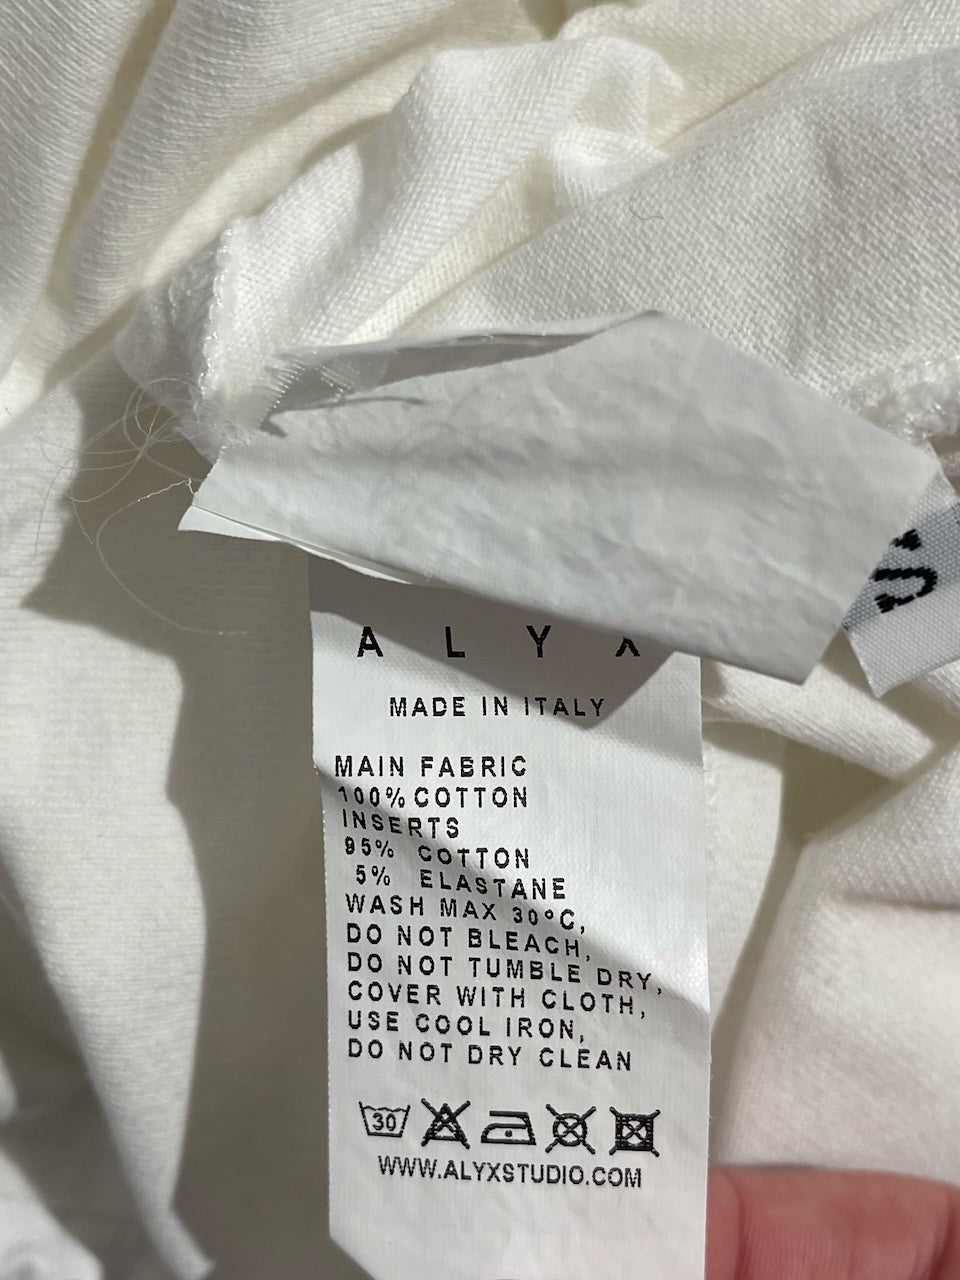 A L Y X
MADE IN ITALY
MAIN FABRIC
100% COTTON
INSERTS
95% COTTON
5% ELASTANE
WASH MAX 30°C,
DO NOT BLEACH,
DO NOT TUMBLE DRY,
COVER WITH CLOTH,
USE COOL IRON,
DO NOT DRY CLEAN
30
WWW.ALYXSTUDIO.COM